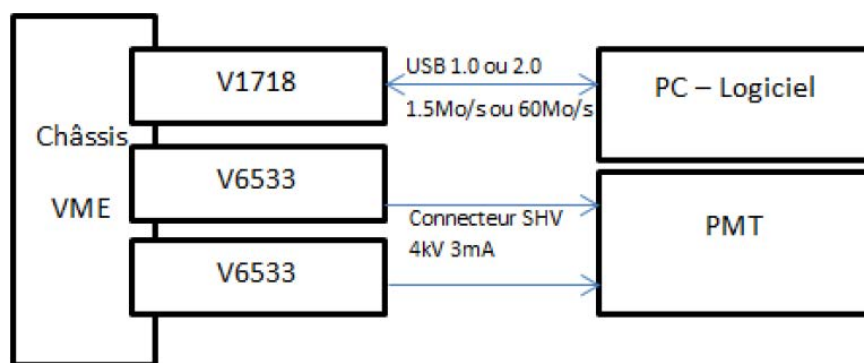 V1718
USB 1.0 ou 2.0
1.5Mo/s ou 60Mo/s
PC – Logiciel
Châssis
VME
V6533
Connecteur SHV
4kV 3mA
PMT
V6533